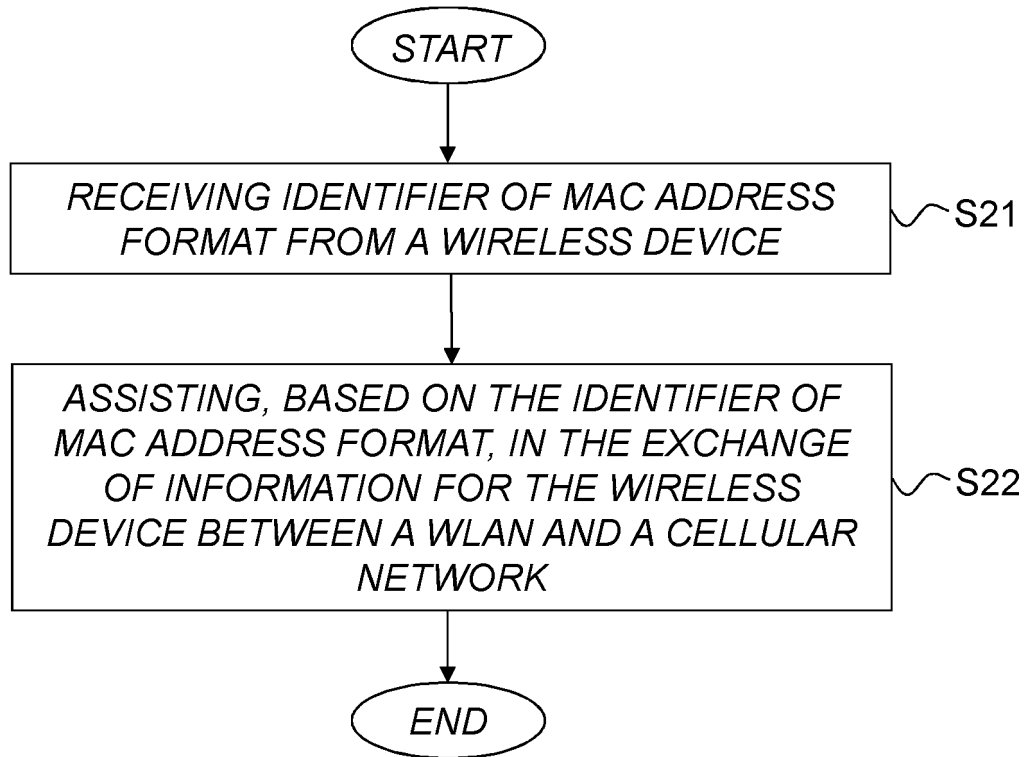 START
RECEIVING IDENTIFIER OF MAC ADDRESS
FORMAT FROM A WIRELESS DEVICE
S21
ASSISTING, BASED ON THE IDENTIFIER OF
MAC ADDRESS FORMAT, IN THE EXCHANGE
OF INFORMATION FOR THE WIRELESS
DEVICE BETWEEN A WLAN AND A CELLULAR
NETWORK
S22
END